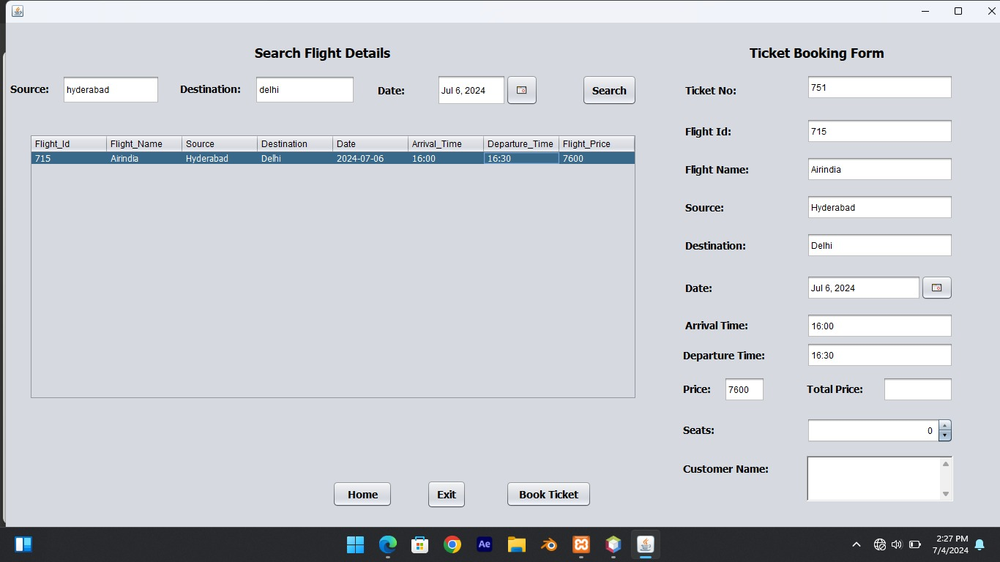 Search Flight Details
Source: hyderabad Destination: delhi Date: Jul 6, 2024 Search
Flight_Id Flight_Name Source Destination Date Arrival_Time Departure_Time Flight_Price
715 Airindia Hyderabad Delhi 2024-07-06 16:00 16:30 7600
Home Exit Book Ticket
Ticket Booking Form
Ticket No: 751
Flight Id: 715
Flight Name: Airindia
Source: Hyderabad
Destination: Delhi
Date: Jul 6, 2024
Arrival Time: 16:00
Departure Time: 16:30
Price: 7600 Total Price:
Seats: 0
Customer Name:
Ae
2:27 PM
7/4/2024